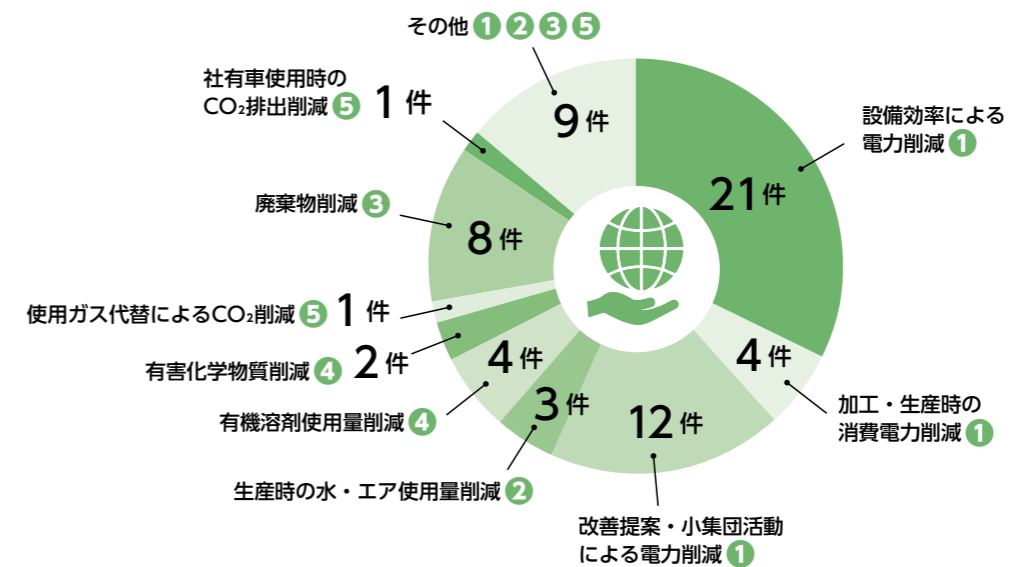 その他 1 2 3 5
9件
設備効率による
電力削減 1
21件
加工・生産時の
消費電力削減 1
4件
改善提案・小集団活動
による電力削減 1
12件
生産時の水・エア使用量削減 2
3件
有機溶剤使用量削減 4
4件
有害化学物質削減 4 2件
使用ガス代替によるCO₂削減 5 1件
廃棄物削減 3
8件
社有車使用時の
CO₂排出削減 5 1件